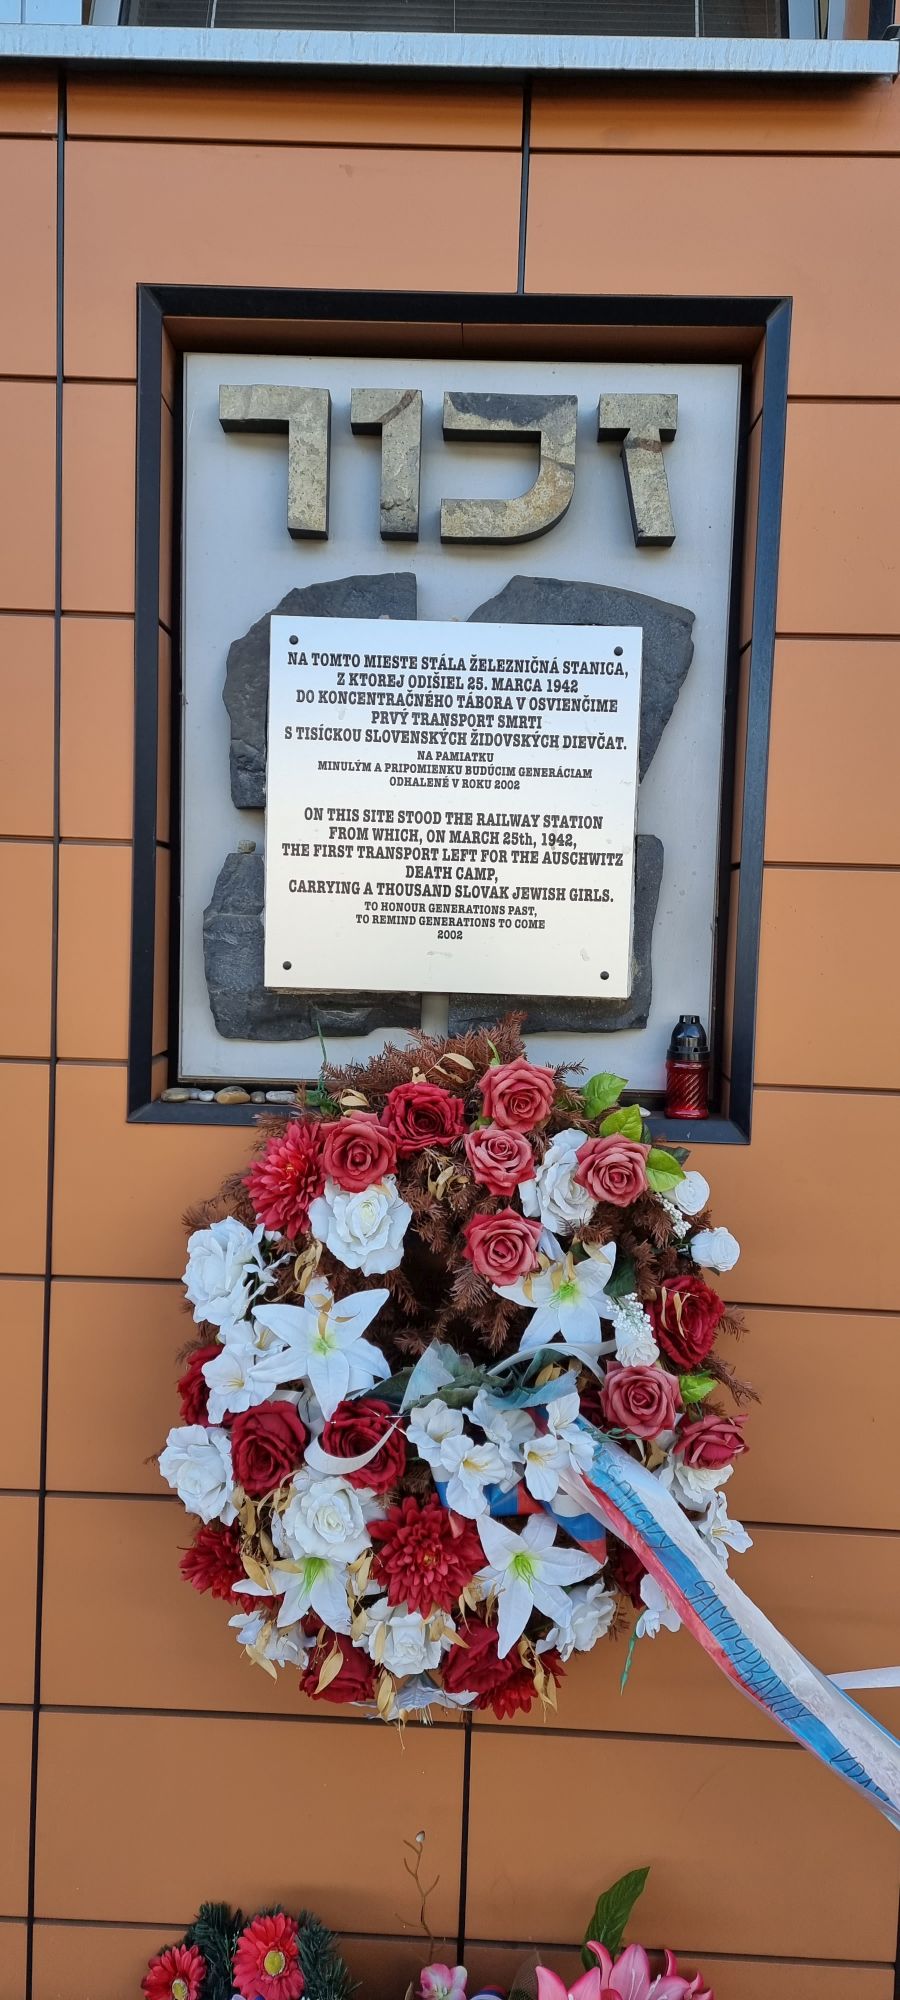 זכור
NA TOMTO MIESTE STÁLA ŽELEZNIČNÁ STANICA,
Z KTOREJ ODIŠIEL 25. MARCA 1942
DO KONCENTRAČNÉHO TÁBORA V OSVIENČIME
PRVÝ TRANSPORT SMRTI
S TISÍCKOU SLOVENSKÝCH ŽIDOVSKÝCH DIEVČAT.
NA PAMIATKU
MINULÝM A PRIPOMIENKU BUDÚCIM GENERÁCIAM
ODHALENÉ V ROKU 2002
ON THIS SITE STOOD THE RAILWAY STATION
FROM WHICH, ON MARCH 25th, 1942,
THE FIRST TRANSPORT LEFT FOR THE AUSCHWITZ
DEATH CAMP,
CARRYING A THOUSAND SLOVAK JEWISH GIRLS.
TO HONOUR GENERATIONS PAST,
TO REMIND GENERATIONS TO COME
2002
SAMOSPRÁVNY